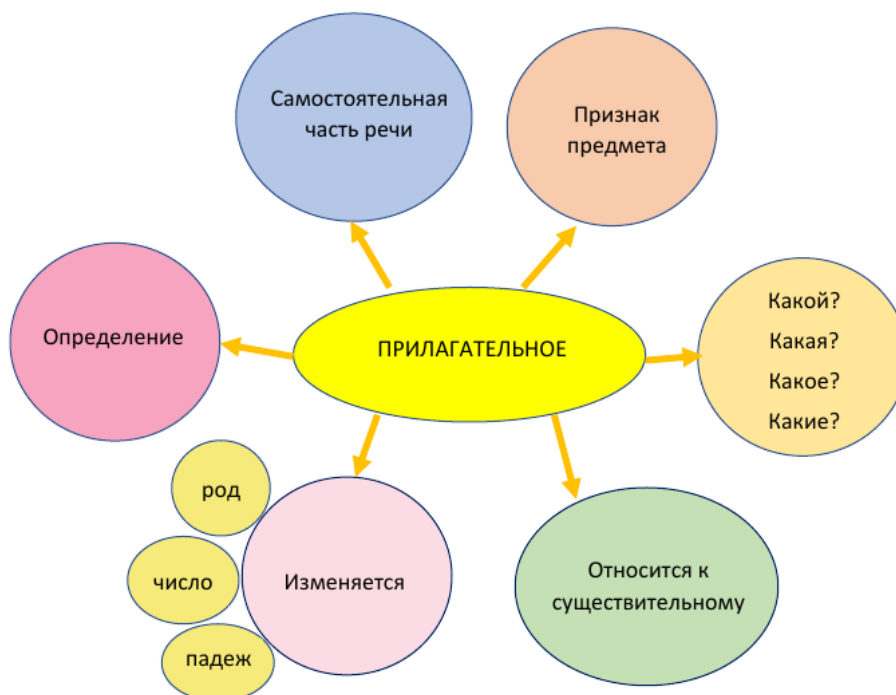 Самостоятельная
часть речи
Признак
предмета
Определение
ПРИЛАГАТЕЛЬНОЕ
Какой?
Какая?
Какое?
Какие?
род
число
падеж
Изменяется
Относится к
существительному